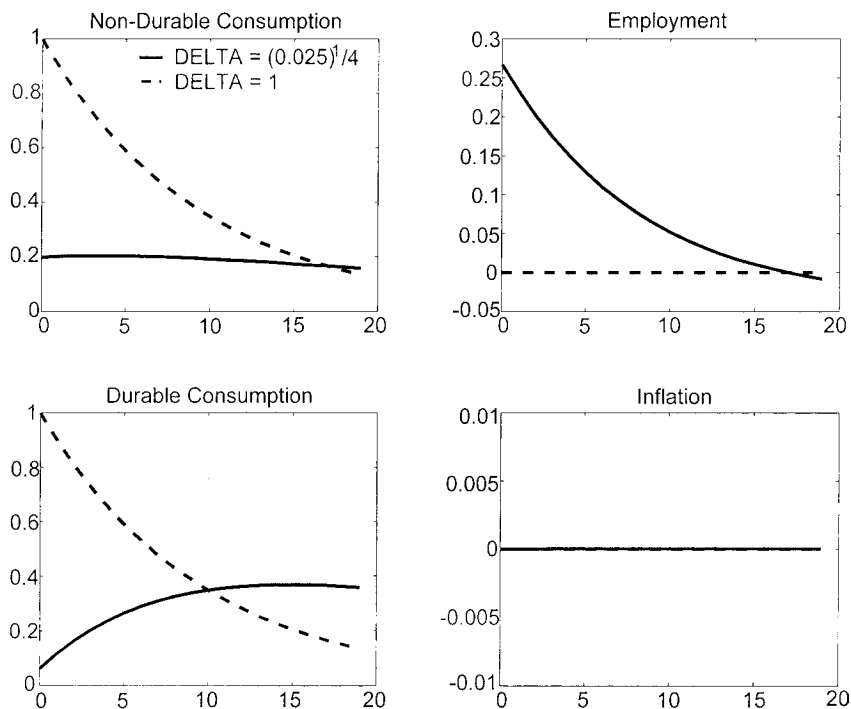 Non-Durable Consumption
1
0.8
0.6
0.4
0.2
0
0 5 10 15 20
DELTA = (0.025)^1/4
DELTA = 1
Employment
0.3
0.25
0.2
0.15
0.1
0.05
0
-0.05
0 5 10 15 20
Durable Consumption
1
0.8
0.6
0.4
0.2
0
0 5 10 15 20
Inflation
0.01
0.005
0
-0.005
-0.01
0 5 10 15 20